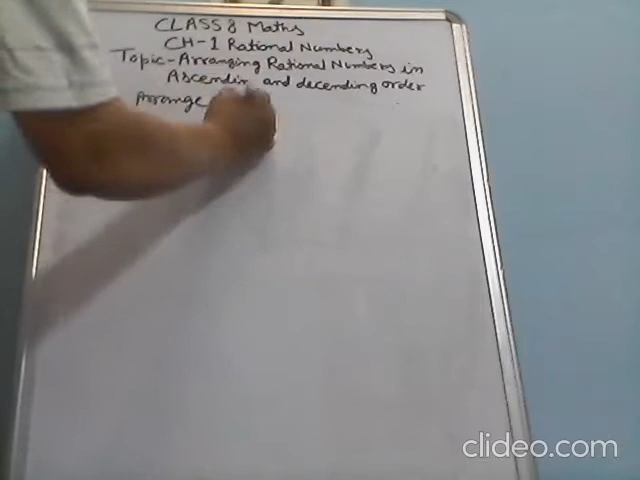 CLASS 8 Maths
CH-1 Rational Numbers
Topic-Arranging Rational Numbers in
Ascendin and decending order
Arrange
clideo.com